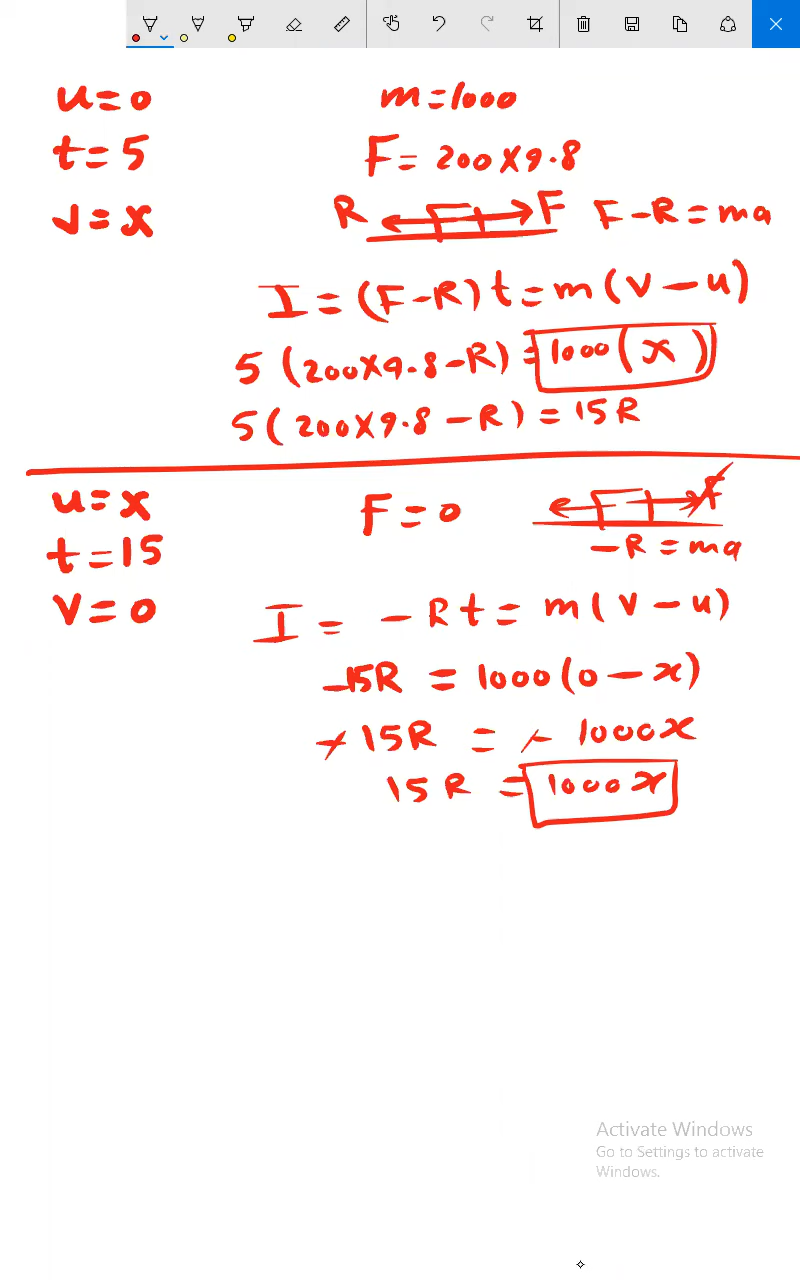 u=0 m=1000
t=5 F=200×9.8
v=x R F F-R=ma
I=(F-R)t=m(v-u)
5(200×9.8-R)=1000(x)
5(200×9.8-R)=15R
u=x F=0 F
t=15 -R=ma
v=0 I=-Rt=m(v-u)
-15R=1000(0-x)
-15R=-1000x
15R=1000x
Activate Windows
Go to Settings to activate
Windows.